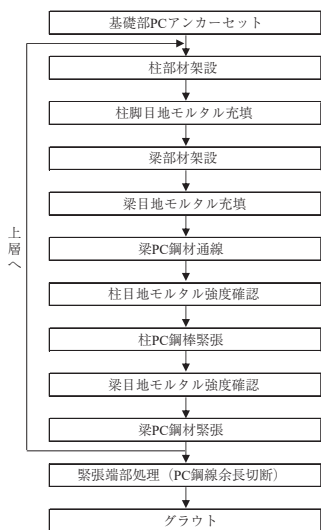 基礎部PCアンカーセット
柱部材架設
柱脚目地モルタル充填
梁部材架設
梁目地モルタル充填
梁PC鋼材通線
柱目地モルタル強度確認
柱PC鋼棒緊張
梁目地モルタル強度確認
梁PC鋼材緊張
上層へ
緊張端部処理（PC鋼線余長切断）
グラウト